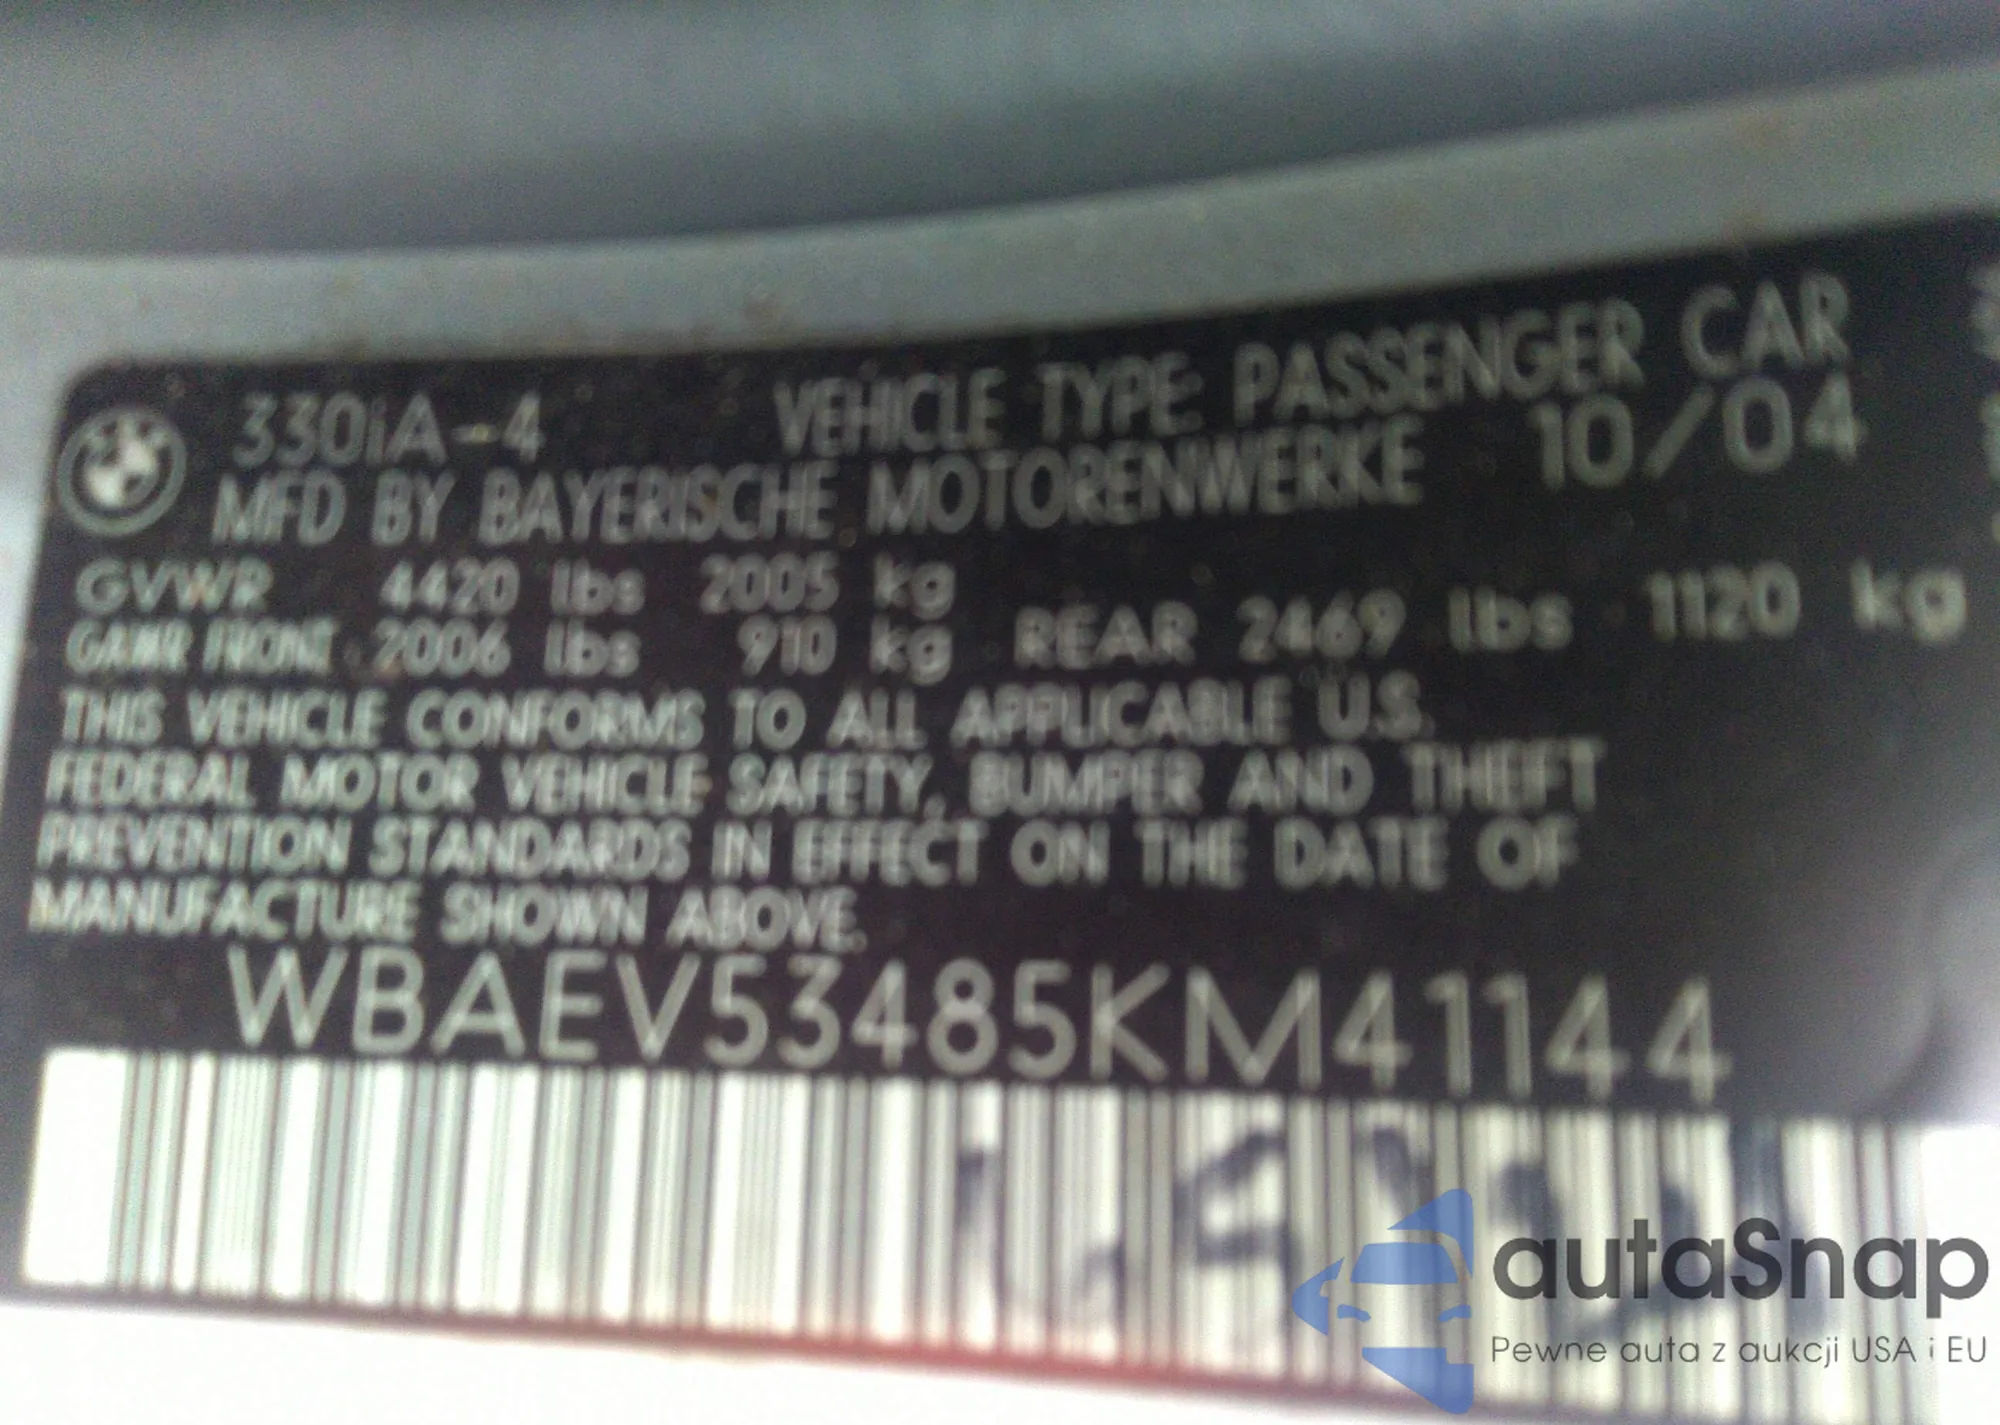 330iA-4 VEHICLE TYPE: PASSENGER CAR
MFD BY BAYERISCHE MOTORENWERKE 10/04
GVWR 4420 lbs 2005 kg
GAWR FRONT 2006 lbs 910 kg REAR 2469 lbs 1120 kg
THIS VEHICLE CONFORMS TO ALL APPLICABLE U.S.
FEDERAL MOTOR VEHICLE SAFETY, BUMPER AND THEFT
PREVENTION STANDARDS IN EFFECT ON THE DATE OF
MANUFACTURE SHOWN ABOVE.
WBAEV53485KM41144
autaSnap
Pewne auta z aukcji USA i EU